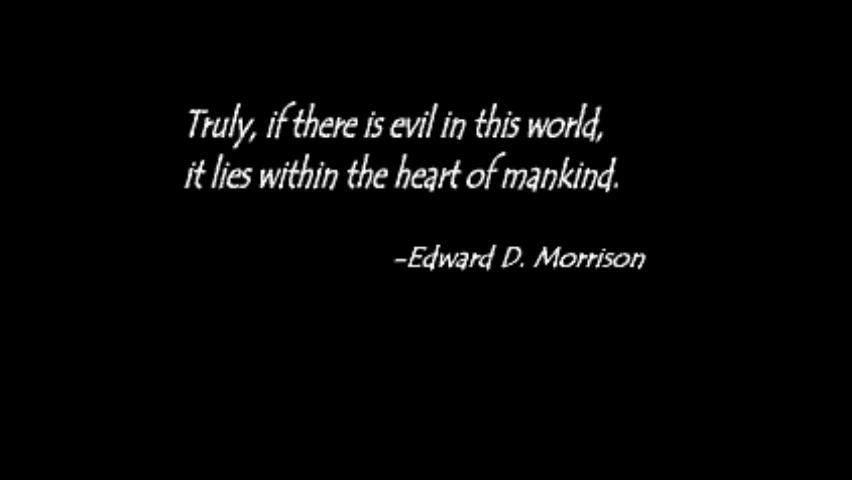 Truly, if there is evil in this world,
it lies within the heart of mankind.
-Edward D. Morrison